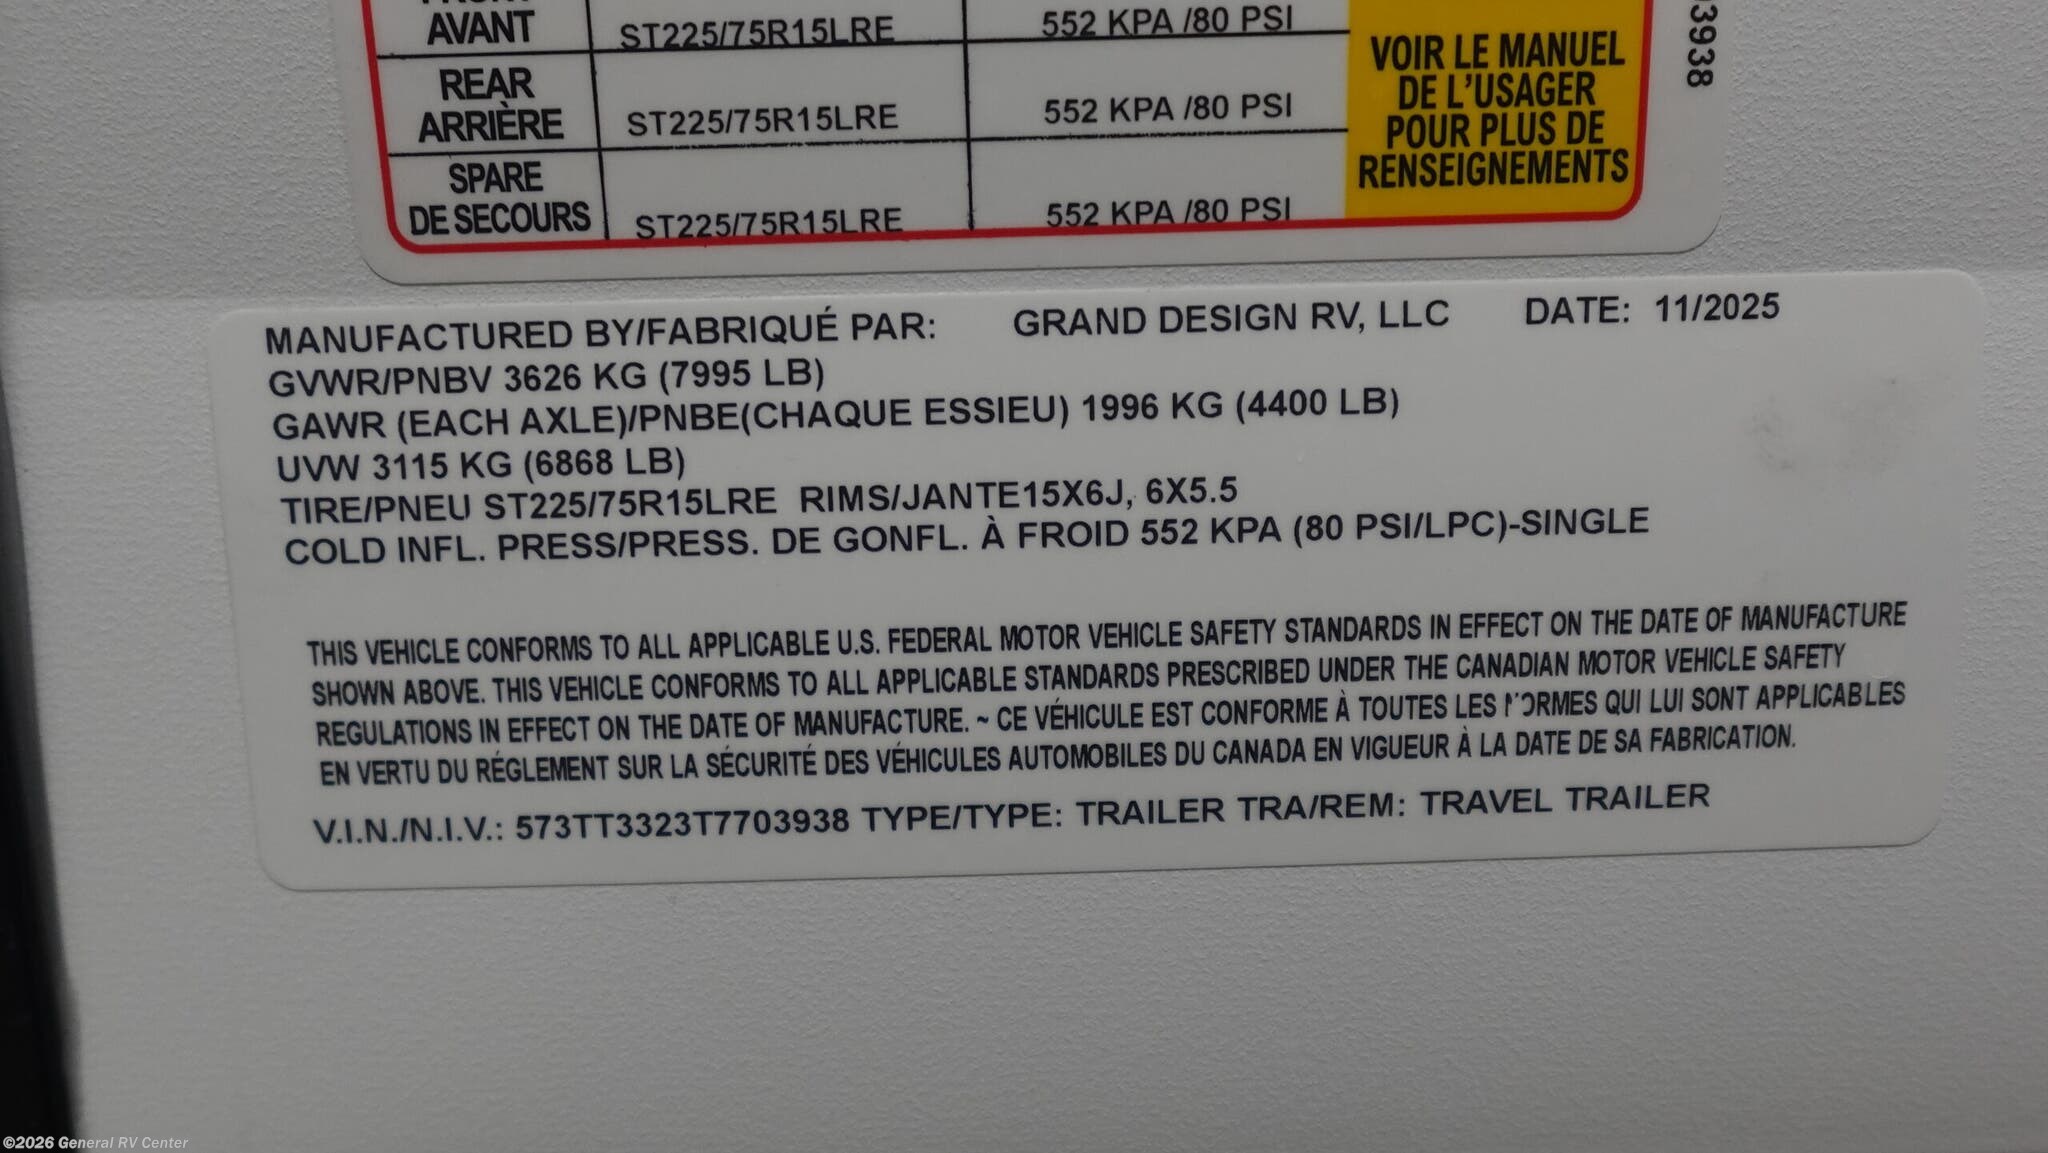 AVANT
ST225/75R15LRE
552 KPA /80 PSI
REAR
ARRIÈRE
ST225/75R15LRE
552 KPA /80 PSI
SPARE
DE SECOURS
ST225/75R15LRE
552 KPA /80 PSI
VOIR LE MANUEL
DE L'USAGER
POUR PLUS DE
RENSEIGNEMENTS
3938
MANUFACTURED BY/FABRIQUÉ PAR: GRAND DESIGN RV, LLC DATE: 11/2025
GVWR/PNBV 3626 KG (7995 LB)
GAWR (EACH AXLE)/PNBE(CHAQUE ESSIEU) 1996 KG (4400 LB)
UVW 3115 KG (6868 LB)
TIRE/PNEU ST225/75R15LRE RIMS/JANTE15X6J, 6X5.5
COLD INFL. PRESS/PRESS. DE GONFL. À FROID 552 KPA (80 PSI/LPC)-SINGLE
THIS VEHICLE CONFORMS TO ALL APPLICABLE U.S. FEDERAL MOTOR VEHICLE SAFETY STANDARDS IN EFFECT ON THE DATE OF MANUFACTURE
SHOWN ABOVE. THIS VEHICLE CONFORMS TO ALL APPLICABLE STANDARDS PRESCRIBED UNDER THE CANADIAN MOTOR VEHICLE SAFETY
REGULATIONS IN EFFECT ON THE DATE OF MANUFACTURE. ~ CE VÉHICULE EST CONFORME À TOUTES LES NORMES QUI LUI SONT APPLICABLES
EN VERTU DU RÉGLEMENT SUR LA SÉCURITÉ DES VÉHICULES AUTOMOBILES DU CANADA EN VIGUEUR À LA DATE DE SA FABRICATION.
V.I.N./N.I.V.: 573TT3323T7703938 TYPE/TYPE: TRAILER TRA/REM: TRAVEL TRAILER
©2026 General RV Center